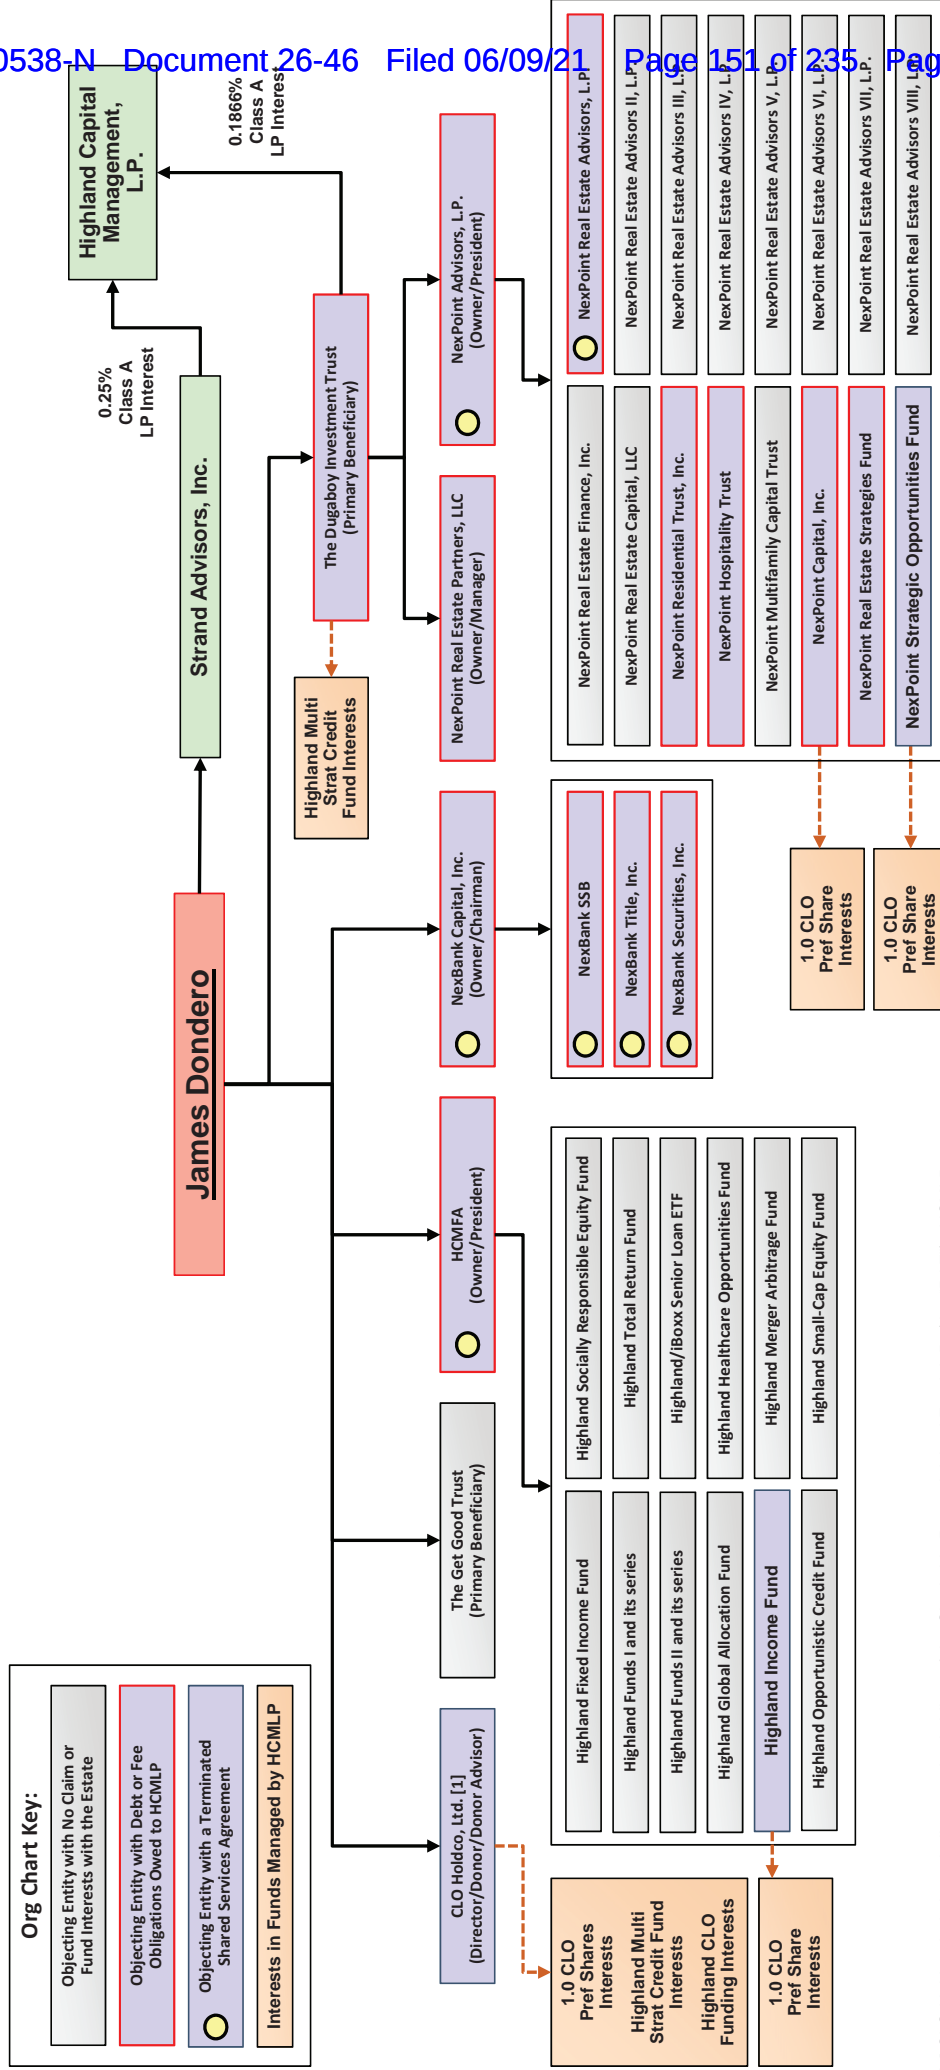 0538-N   Document 26-46   Filed 06/09/21   Page 151 of 235   Pag
Org Chart Key:
Objecting Entity with No Claim or
Fund Interests with the Estate
Objecting Entity with Debt or Fee
Obligations Owed to HCMLP
Objecting Entity with a Terminated
Shared Services Agreement
Interests in Funds Managed by HCMLP
James Dondero
Strand Advisors, Inc.
0.25%
Class A
LP Interest
Highland Capital
Management,
L.P.
0.1866%
Class A
LP Interest
The Dugaboy Investment Trust
(Primary Beneficiary)
Highland Multi
Strat Credit
Fund Interests
CLO Holdco, Ltd. [1]
(Director/Donor/Donor Advisor)
The Get Good Trust
(Primary Beneficiary)
HCMFA
(Owner/President)
NexBank Capital, Inc.
(Owner/Chairman)
NexPoint Real Estate Partners, LLC
(Owner/Manager)
NexPoint Advisors, L.P.
(Owner/President)
1.0 CLO
Pref Shares
Interests
Highland Multi
Strat Credit Fund
Interests
Highland CLO
Funding Interests
1.0 CLO
Pref Share
Interests
Highland Fixed Income Fund
Highland Funds I and its series
Highland Funds II and its series
Highland Global Allocation Fund
Highland Income Fund
Highland Opportunistic Credit Fund
Highland Socially Responsible Equity Fund
Highland Total Return Fund
Highland/iBoxx Senior Loan ETF
Highland Healthcare Opportunities Fund
Highland Merger Arbitrage Fund
Highland Small-Cap Equity Fund
NexBank SSB
NexBank Title, Inc.
NexBank Securities, Inc.
1.0 CLO
Pref Share
Interests
1.0 CLO
Pref Share
Interests
NexPoint Real Estate Finance, Inc.
NexPoint Real Estate Capital, LLC
NexPoint Residential Trust, Inc.
NexPoint Hospitality Trust
NexPoint Multifamily Capital Trust
NexPoint Capital, Inc.
NexPoint Real Estate Strategies Fund
NexPoint Strategic Opportunities Fund
NexPoint Real Estate Advisors, L.P.
NexPoint Real Estate Advisors II, L.P.
NexPoint Real Estate Advisors III, L.P.
NexPoint Real Estate Advisors IV, L.P.
NexPoint Real Estate Advisors V, L.P.
NexPoint Real Estate Advisors VI, L.P.
NexPoint Real Estate Advisors VII, L.P.
NexPoint Real Estate Advisors VIII, L.P.